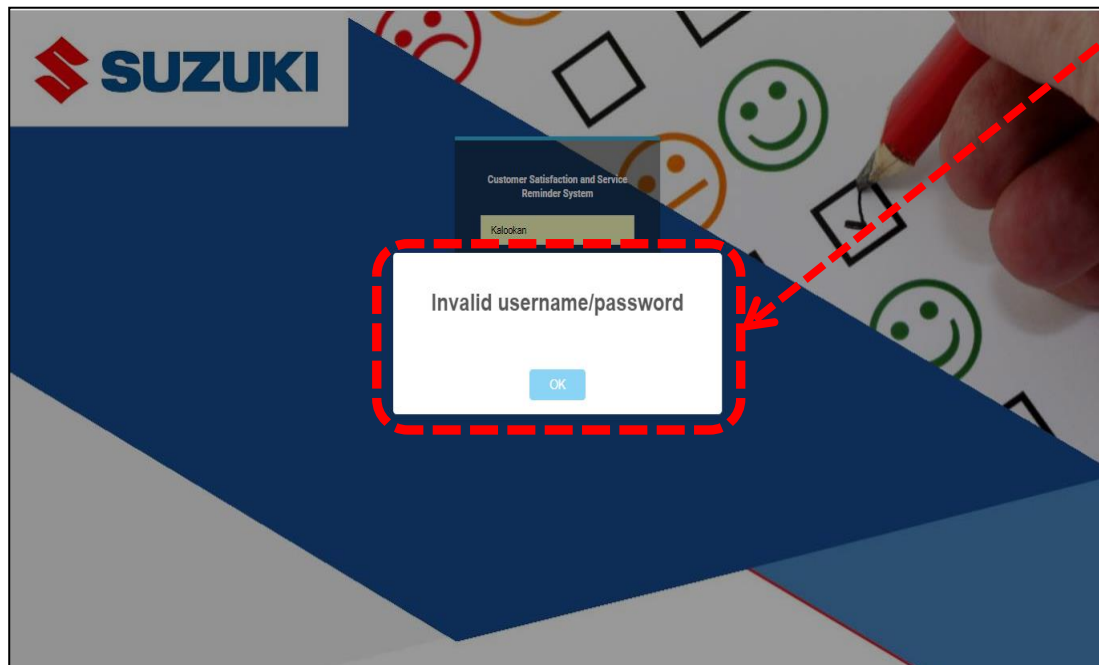 SUZUKI
Customer Satisfaction and Service
Reminder System
Kalookan
Invalid username/password
OK